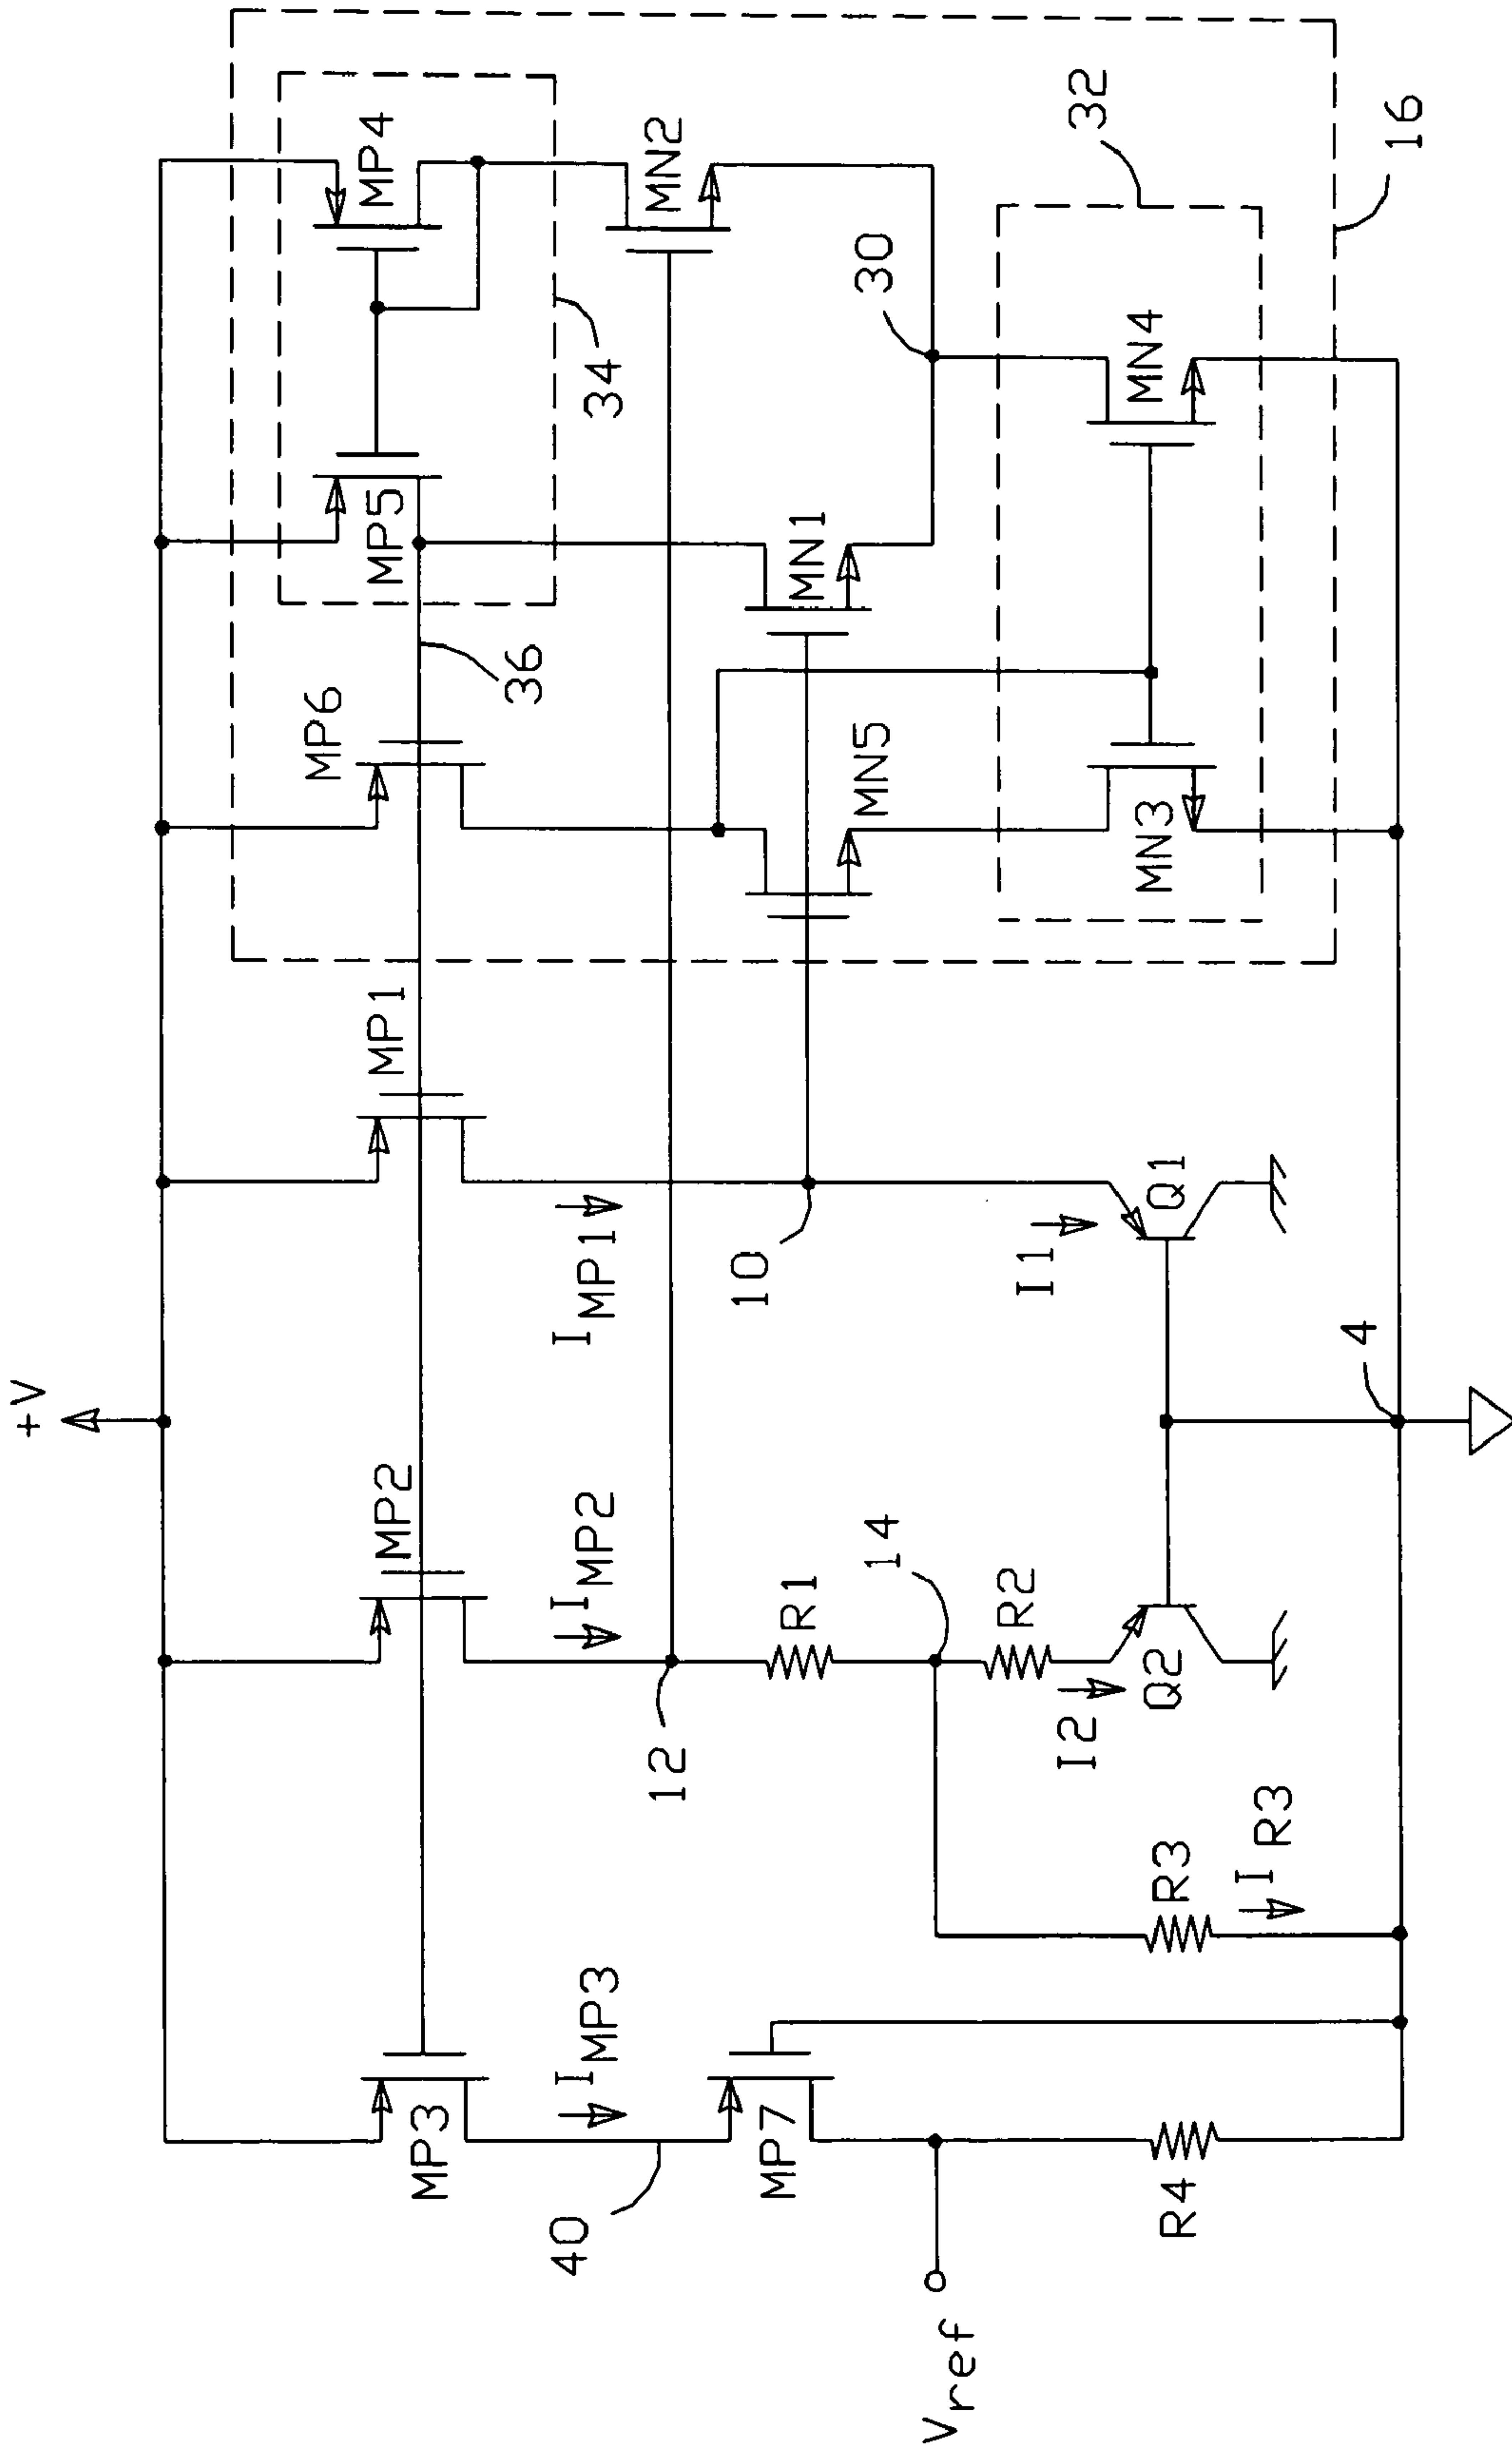 +V
MP4
MP5
34
MP6
36
MN2
MP1
MP2
MP3
I MP1
I MP2
I MP3
40
MN1
MN5
30
32
10
12
MP7
R1
14
MN4
MN3
16
R2
I1
Q1
I2
Q2
R3
I R3
4
Vref
R4